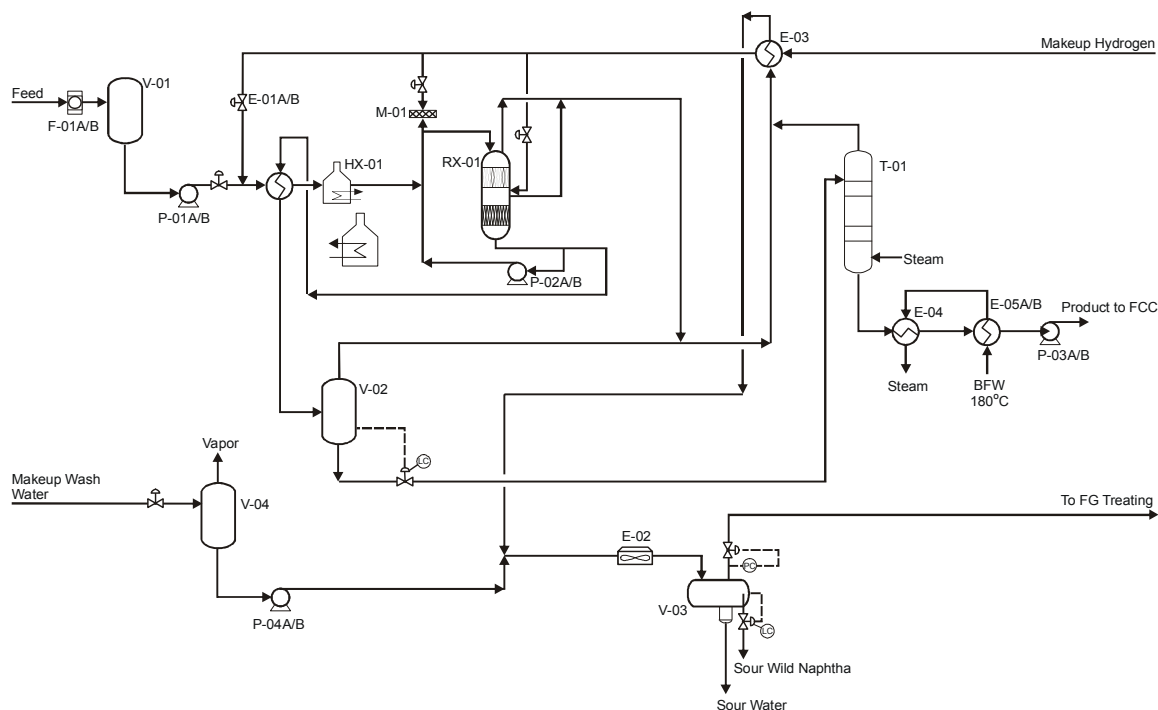 E-03
Makeup Hydrogen
V-01
Feed
E-01A/B
F-01A/B
M-01
HX-01
RX-01
T-01
P-01A/B
Steam
P-02A/B
E-04
E-05A/B
Product to FCC
P-03A/B
Steam
BFW
180°C
V-02
LC
Vapor
Makeup Wash
Water
V-04
To FG Treating
E-02
PC
V-03
LC
P-04A/B
Sour Wild Naphtha
Sour Water